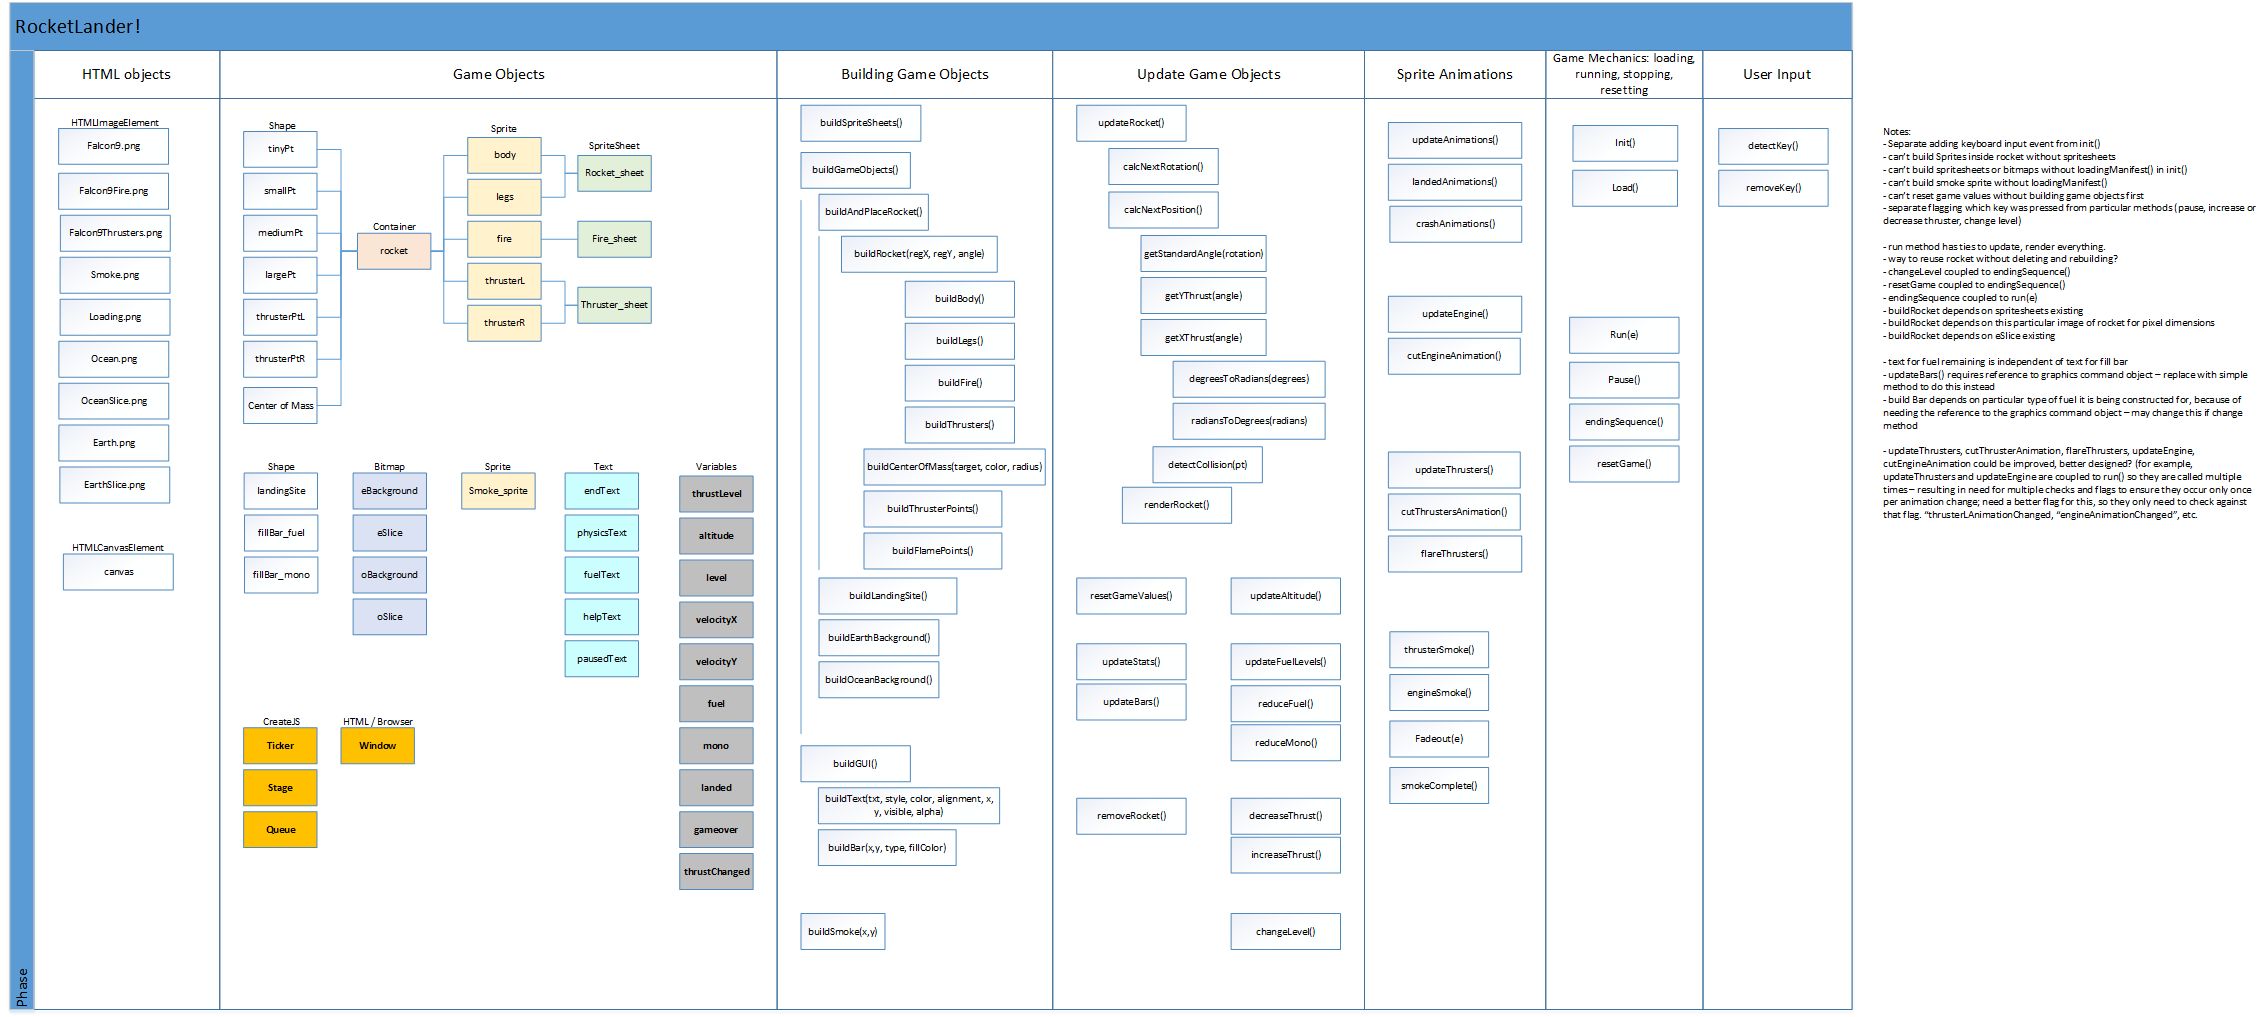 RocketLander!
Phase
HTML objects
HTMLImageElement
Falcon9.png
Falcon9Fire.png
Falcon9Thrusters.png
Smoke.png
Loading.png
Ocean.png
OceanSlice.png
Earth.png
EarthSlice.png
HTMLCanvasElement
canvas
Game Objects
Shape
tinyPt
smallPt
mediumPt
largePt
thrusterPtL
thrusterPtR
Center of Mass
Container
rocket
Sprite
body
legs
fire
thrusterL
thrusterR
SpriteSheet
Rocket_sheet
Fire_sheet
Thruster_sheet
Shape
landingSite
fillBar_fuel
fillBar_mono
Bitmap
eBackground
eSlice
oBackground
oSlice
Sprite
Smoke_sprite
Text
endText
physicsText
fuelText
helpText
pausedText
Variables
thrustLevel
altitude
level
velocityX
velocityY
fuel
mono
landed
gameover
thrustChanged
CreateJS
Ticker
Stage
Queue
HTML / Browser
Window
Building Game Objects
buildSpriteSheets()
buildGameObjects()
buildAndPlaceRocket()
buildRocket(regX, regY, angle)
buildBody()
buildLegs()
buildFire()
buildThrusters()
buildCenterOfMass(target, color, radius)
buildThrusterPoints()
buildFlamePoints()
buildLandingSite()
buildEarthBackground()
buildOceanBackground()
buildGUI()
buildText(txt, style, color, alignment, x,
y, visible, alpha)
buildBar(x,y, type, fillColor)
buildSmoke(x,y)
Update Game Objects
updateRocket()
calcNextRotation()
calcNextPosition()
getStandardAngle(rotation)
getYThrust(angle)
getXThrust(angle)
degreesToRadians(degrees)
radiansToDegrees(radians)
detectCollision(pt)
renderRocket()
resetGameValues()
updateAltitude()
updateStats()
updateFuelLevels()
updateBars()
reduceFuel()
reduceMono()
removeRocket()
decreaseThrust()
increaseThrust()
changeLevel()
Sprite Animations
updateAnimations()
landedAnimations()
crashAnimations()
updateEngine()
cutEngineAnimation()
updateThrusters()
cutThrustersAnimation()
flareThrusters()
thrusterSmoke()
engineSmoke()
Fadeout(e)
smokeComplete()
Game Mechanics: loading,
running, stopping,
resetting
Init()
Load()
Run(e)
Pause()
endingSequence()
resetGame()
User Input
detectKey()
removeKey()
Notes:
- Separate adding keyboard input event from init()
- can't build Sprites inside rocket without spritesheets
- can't build spritesheets or bitmaps without loadingManifest() in init()
- can't build smoke sprite without loadingManifest()
- can't reset game values without building game objects first
- separate flagging which key was pressed from particular methods (pause, increase or
decrease thruster, change level)
- run method has ties to update, render everything.
- way to reuse rocket without deleting and rebuilding?
- changeLevel coupled to endingSequence()
- resetGame coupled to endingSequence()
- endingSequence coupled to run(e)
- buildRocket depends on spritesheets existing
- buildRocket depends on this particular image of rocket for pixel dimensions
- buildRocket depends on eSlice existing
- text for fuel remaining is independent of text for fill bar
- updateBars() requires reference to graphics command object – replace with simple
method to do this instead
- build Bar depends on particular type of fuel it is being constructed for, because of
needing the reference to the graphics command object – may change this if change
method
- updateThrusters, cutThrusterAnimation, flareThrusters, updateEngine,
cutEngineAnimation could be improved, better designed? (for example,
updateThrusters and updateEngine are coupled to run() so they are called multiple
times – resulting in need for multiple checks and flags to ensure they occur only once
per animation change; need a better flag for this, so they only need to check against
that flag. "thrusterLAnimationChanged, "engineAnimationChanged", etc.